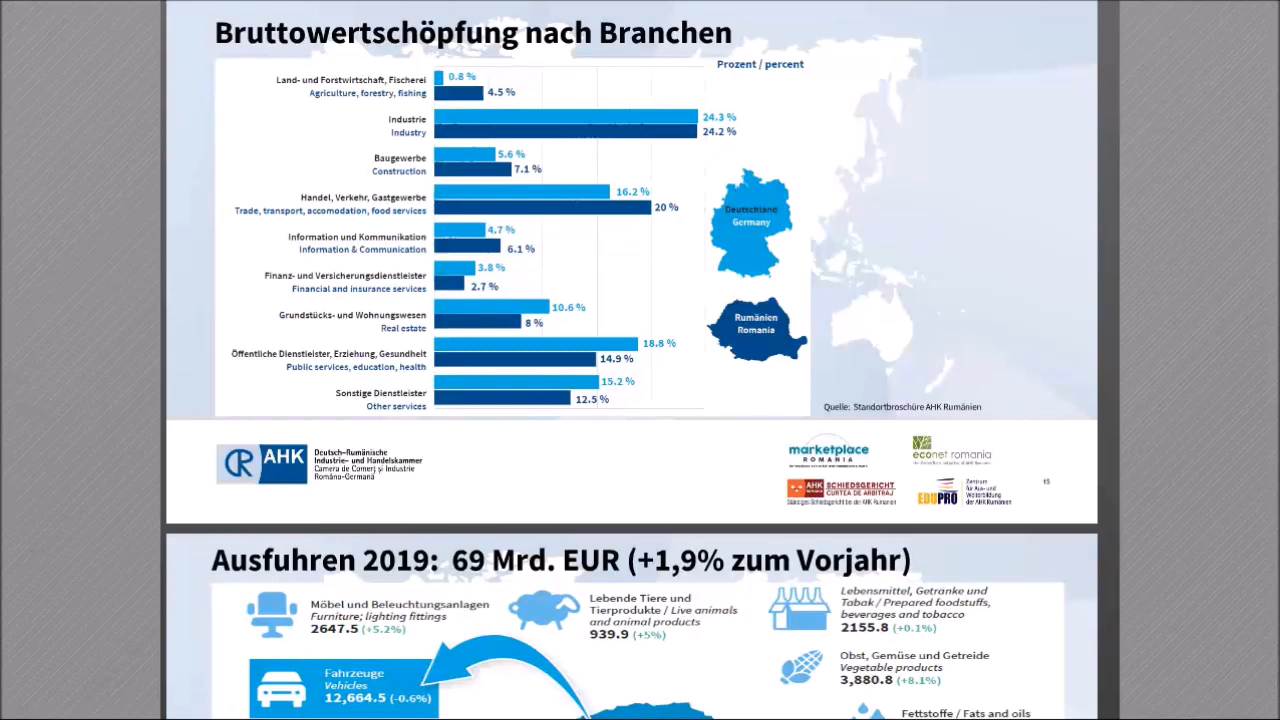 Bruttowertschöpfung nach Branchen
Prozent / percent
Land- und Forstwirtschaft, Fischerei
Agriculture, forestry, fishing
0.8 %
4.5 %
Industrie
Industry
24.3 %
24.2 %
Baugewerbe
Construction
5.6 %
7.1 %
Handel, Verkehr, Gastgewerbe
Trade, transport, accomodation, food services
16.2 %
20 %
Information und Kommunikation
Information & Communication
4.7 %
6.1 %
Finanz- und Versicherungsdienstleister
Financial and insurance services
3.8 %
2.7 %
Grundstücks- und Wohnungswesen
Real estate
10.6 %
8 %
Öffentliche Dienstleister, Erziehung, Gesundheit
Public services, education, health
18.8 %
14.9 %
Sonstige Dienstleister
Other services
15.2 %
12.5 %
Deutschland
Germany
Rumänien
Romania
Quelle: Standortbroschüre AHK Rumänien
AHK
Deutsch-Rumänische
Industrie- und Handelskammer
Camera de Comerț și Industrie
Româno-Germană
marketplace
ROMANIA
econet romania
AHK
SCHIEDSGERICHT
CURTEA DE ARBITRAJ
Ständiges Schiedsgericht bei der AHK Rumänien
EDUPRO
Zentrum
für Aus- und
Weiterbildung
der AHK Rumänien
15
Ausfuhren 2019: 69 Mrd. EUR (+1,9% zum Vorjahr)
Möbel und Beleuchtungsanlagen
Furniture; lighting fittings
2647.5 (+5.2%)
Lebende Tiere und
Tierprodukte / Live animals
and animal products
939.9 (+5%)
Lebensmittel, Getränke und
Tabak / Prepared foodstuffs,
beverages and tobacco
2155.8 (+0.1%)
Fahrzeuge
Vehicles
12,664.5 (-0.6%)
Obst, Gemüse und Getreide
Vegetable products
3,880.8 (+8.1%)
Fettstoffe / Fats and oils